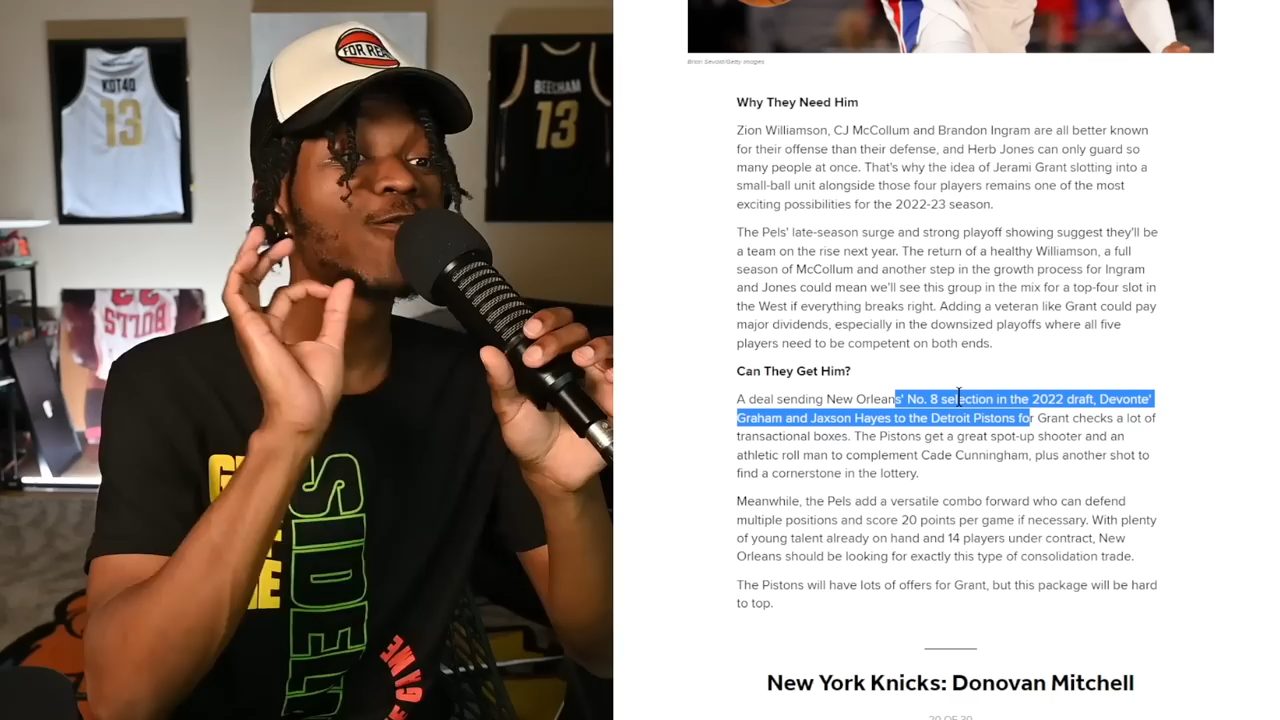 FOR REAL
KOT4Q
13
BEECHAM
13
BULLS
23
SIDELIN
GAME
Brian Sevald/Getty Images
Why They Need Him
Zion Williamson, CJ McCollum and Brandon Ingram are all better known
for their offense than their defense, and Herb Jones can only guard so
many people at once. That's why the idea of Jerami Grant slotting into a
small-ball unit alongside those four players remains one of the most
exciting possibilities for the 2022-23 season.
The Pels' late-season surge and strong playoff showing suggest they'll be
a team on the rise next year. The return of a healthy Williamson, a full
season of McCollum and another step in the growth process for Ingram
and Jones could mean we'll see this group in the mix for a top-four slot in
the West if everything breaks right. Adding a veteran like Grant could pay
major dividends, especially in the downsized playoffs where all five
players need to be competent on both ends.
Can They Get Him?
A deal sending New Orleans' No. 8 selection in the 2022 draft, Devonte'
Graham and Jaxson Hayes to the Detroit Pistons for Grant checks a lot of
transactional boxes. The Pistons get a great spot-up shooter and an
athletic roll man to complement Cade Cunningham, plus another shot to
find a cornerstone in the lottery.
Meanwhile, the Pels add a versatile combo forward who can defend
multiple positions and score 20 points per game if necessary. With plenty
of young talent already on hand and 14 players under contract, New
Orleans should be looking for exactly this type of consolidation trade.
The Pistons will have lots of offers for Grant, but this package will be hard
to top.
New York Knicks: Donovan Mitchell
20 OF 30